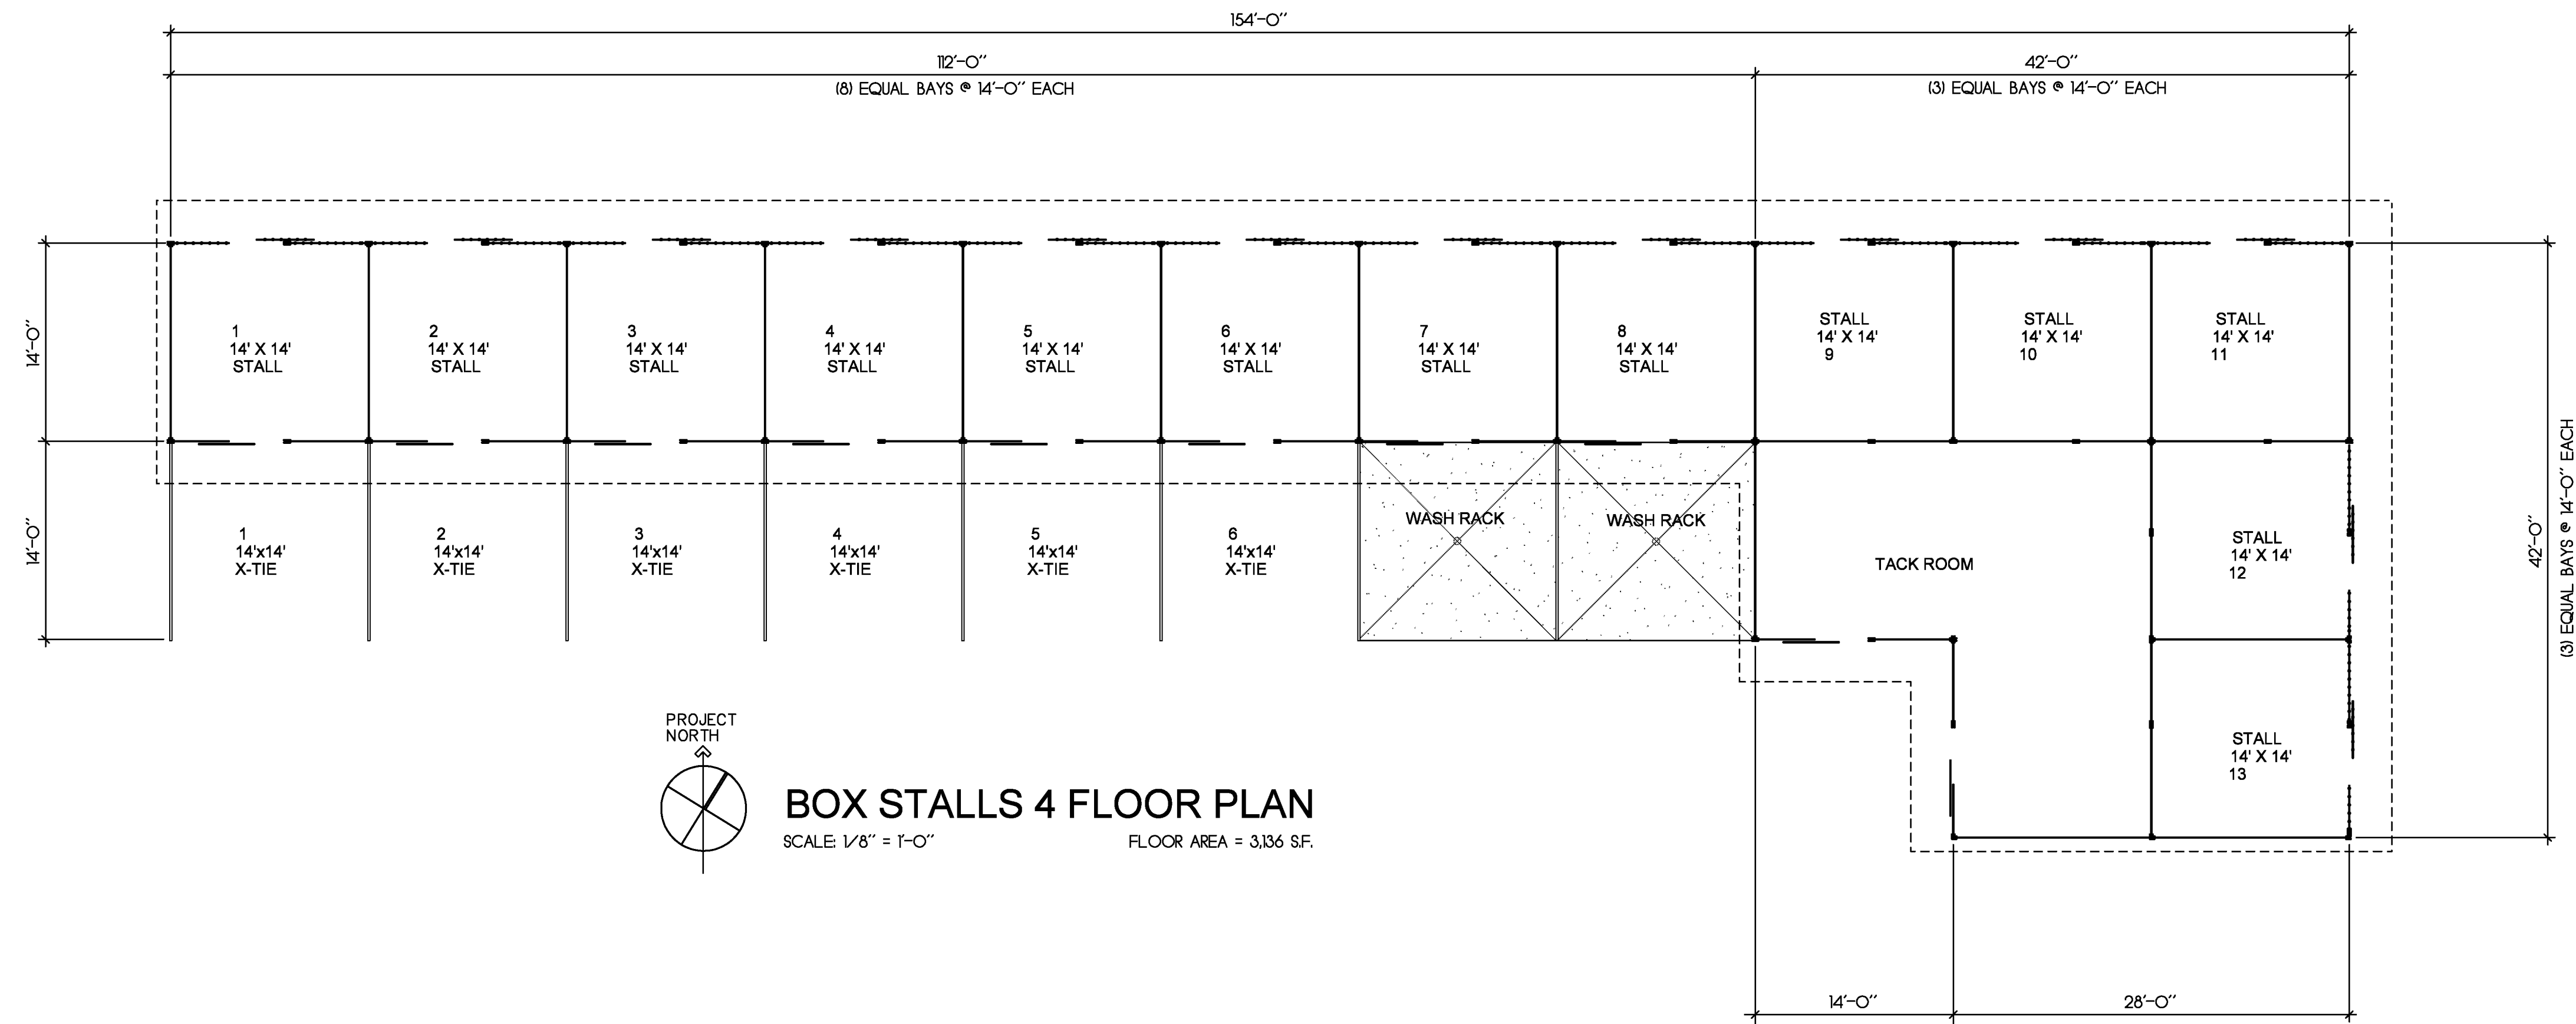 154'-0"
112'-0"
42'-0"
(8) EQUAL BAYS @ 14'-0" EACH
(3) EQUAL BAYS @ 14'-0" EACH
14'-0"
1
14' X 14'
STALL
2
14' X 14'
STALL
3
14' X 14'
STALL
4
14' X 14'
STALL
5
14' X 14'
STALL
6
14' X 14'
STALL
7
14' X 14'
STALL
8
14' X 14'
STALL
STALL
14' X 14'
9
STALL
14' X 14'
10
STALL
14' X 14'
11
14'-0"
1
14'x14'
X-TIE
2
14'x14'
X-TIE
3
14'x14'
X-TIE
4
14'x14'
X-TIE
5
14'x14'
X-TIE
6
14'x14'
X-TIE
WASH RACK
WASH RACK
TACK ROOM
STALL
14' X 14'
12
42'-0"
(3) EQUAL BAYS @ 14'-0" EACH
STALL
14' X 14'
13
PROJECT
NORTH
BOX STALLS 4 FLOOR PLAN
SCALE: 1/8" = 1'-0"
FLOOR AREA = 3,136 S.F.
14'-0"
28'-0"